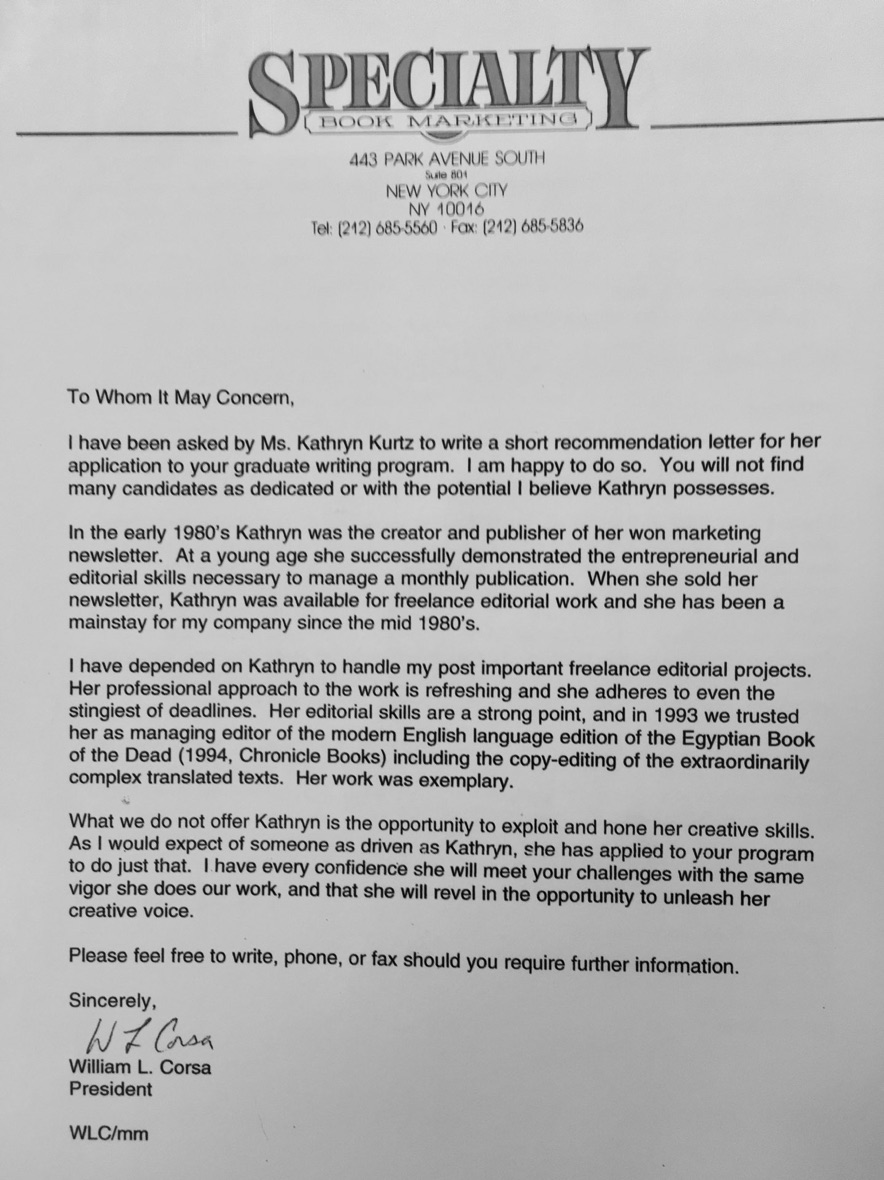 SPECIALTY
BOOK MARKETING
443 PARK AVENUE SOUTH
Suite 801
NEW YORK CITY
NY 10016
Tel: (212) 685-5560 · Fax: (212) 685-5836
To Whom It May Concern,
I have been asked by Ms. Kathryn Kurtz to write a short recommendation letter for her
application to your graduate writing program.  I am happy to do so.  You will not find
many candidates as dedicated or with the potential I believe Kathryn possesses.
In the early 1980's Kathryn was the creator and publisher of her won marketing
newsletter.  At a young age she successfully demonstrated the entrepreneurial and
editorial skills necessary to manage a monthly publication.  When she sold her
newsletter, Kathryn was available for freelance editorial work and she has been a
mainstay for my company since the mid 1980's.
I have depended on Kathryn to handle my post important freelance editorial projects.
Her professional approach to the work is refreshing and she adheres to even the
stingiest of deadlines.  Her editorial skills are a strong point, and in 1993 we trusted
her as managing editor of the modern English language edition of the Egyptian Book
of the Dead (1994, Chronicle Books) including the copy-editing of the extraordinarily
complex translated texts.  Her work was exemplary.
What we do not offer Kathryn is the opportunity to exploit and hone her creative skills.
As I would expect of someone as driven as Kathryn, she has applied to your program
to do just that.  I have every confidence she will meet your challenges with the same
vigor she does our work, and that she will revel in the opportunity to unleash her
creative voice.
Please feel free to write, phone, or fax should you require further information.
Sincerely,
W L Corsa
William L. Corsa
President
WLC/mm